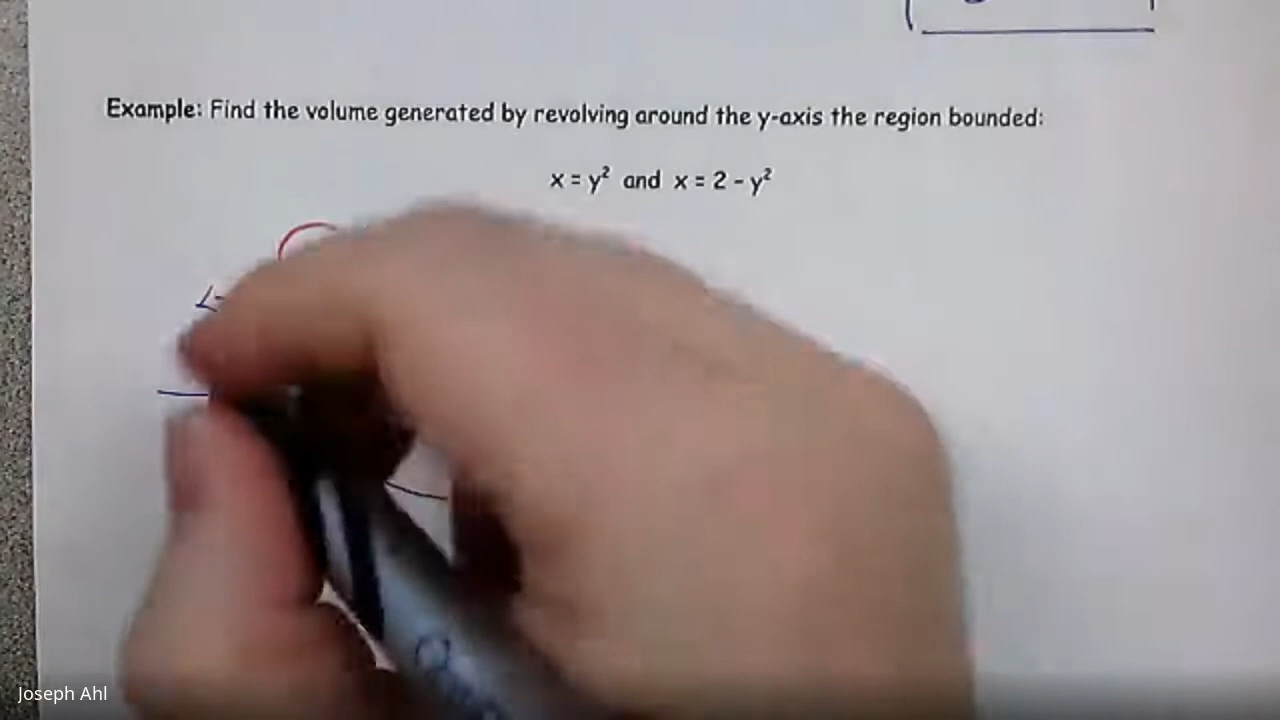 Example: Find the volume generated by revolving around the y-axis the region bounded:
x = y² and x = 2 - y²
Joseph Ahl